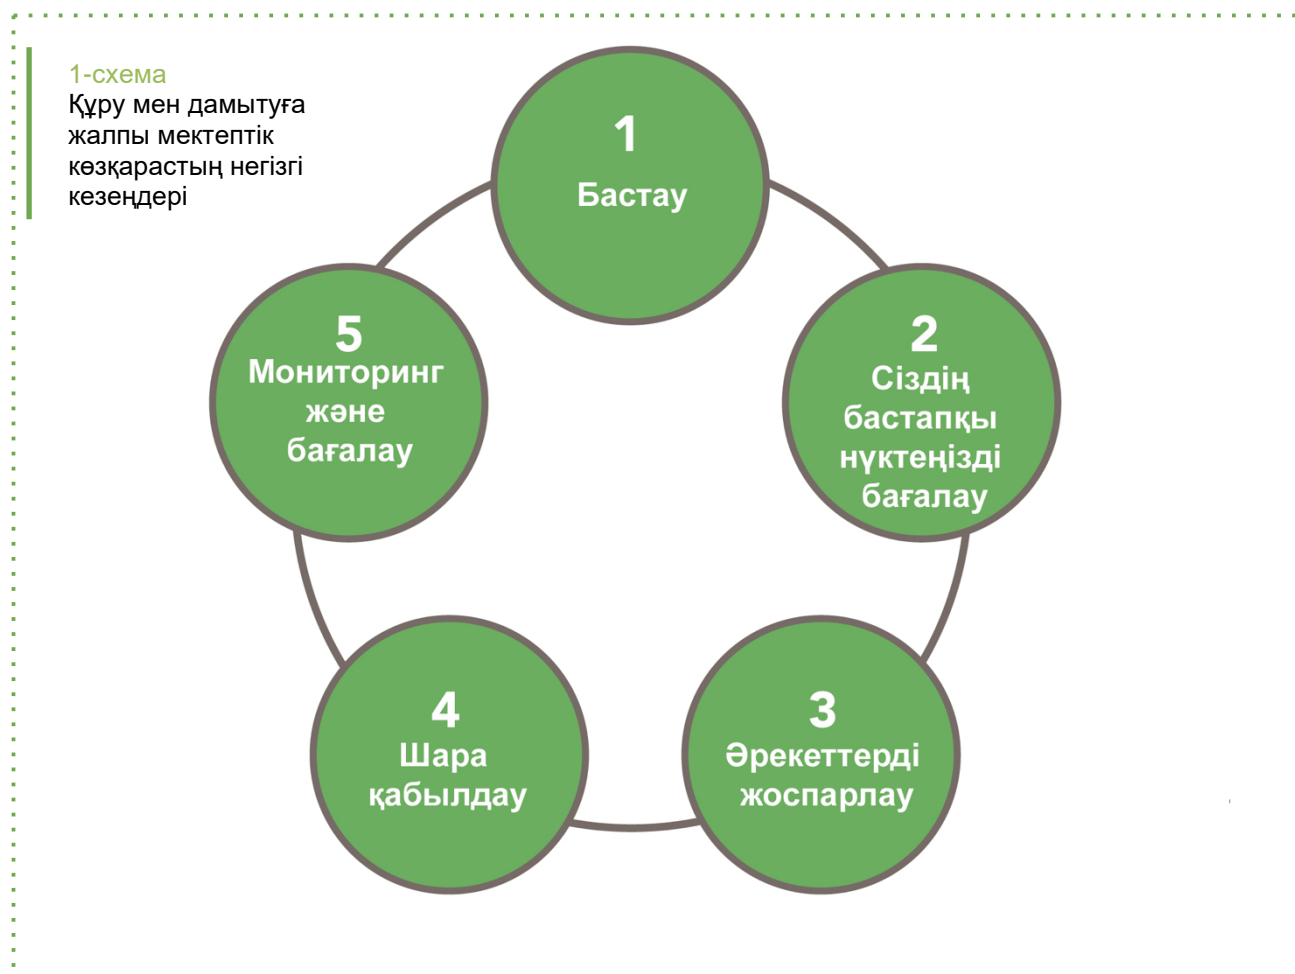 1-схема
Құру мен дамытуға
жалпы мектептік
көзқарастың негізгі
кезеңдері
1
Бастау
2
Сіздің
бастапқы
нүктеңізді
бағалау
3
Әрекеттерді
жоспарлау
4
Шара
қабылдау
5
Мониторинг
және
бағалау